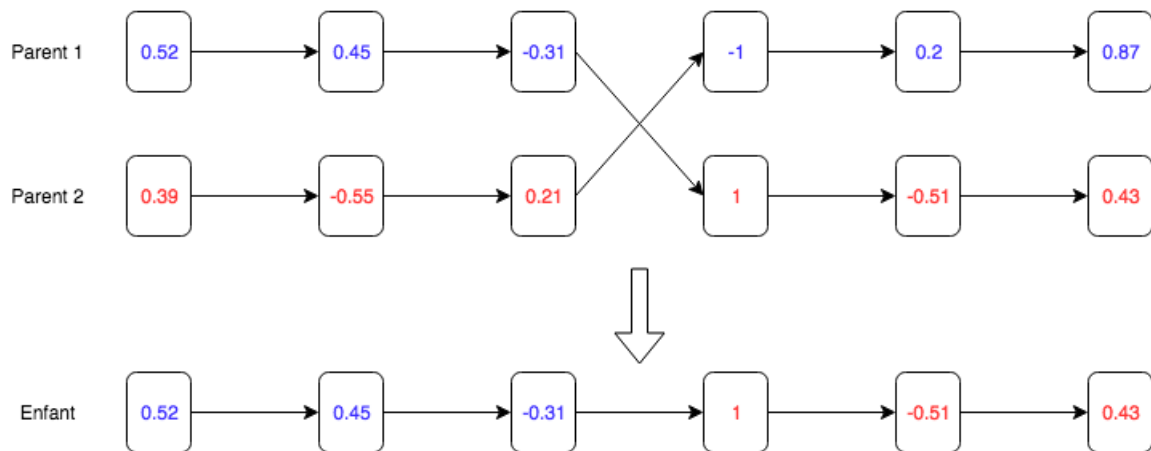 Parent 1 0.52 0.45 -0.31 -1 0.2 0.87
Parent 2 0.39 -0.55 0.21 1 -0.51 0.43
Enfant 0.52 0.45 -0.31 1 -0.51 0.43